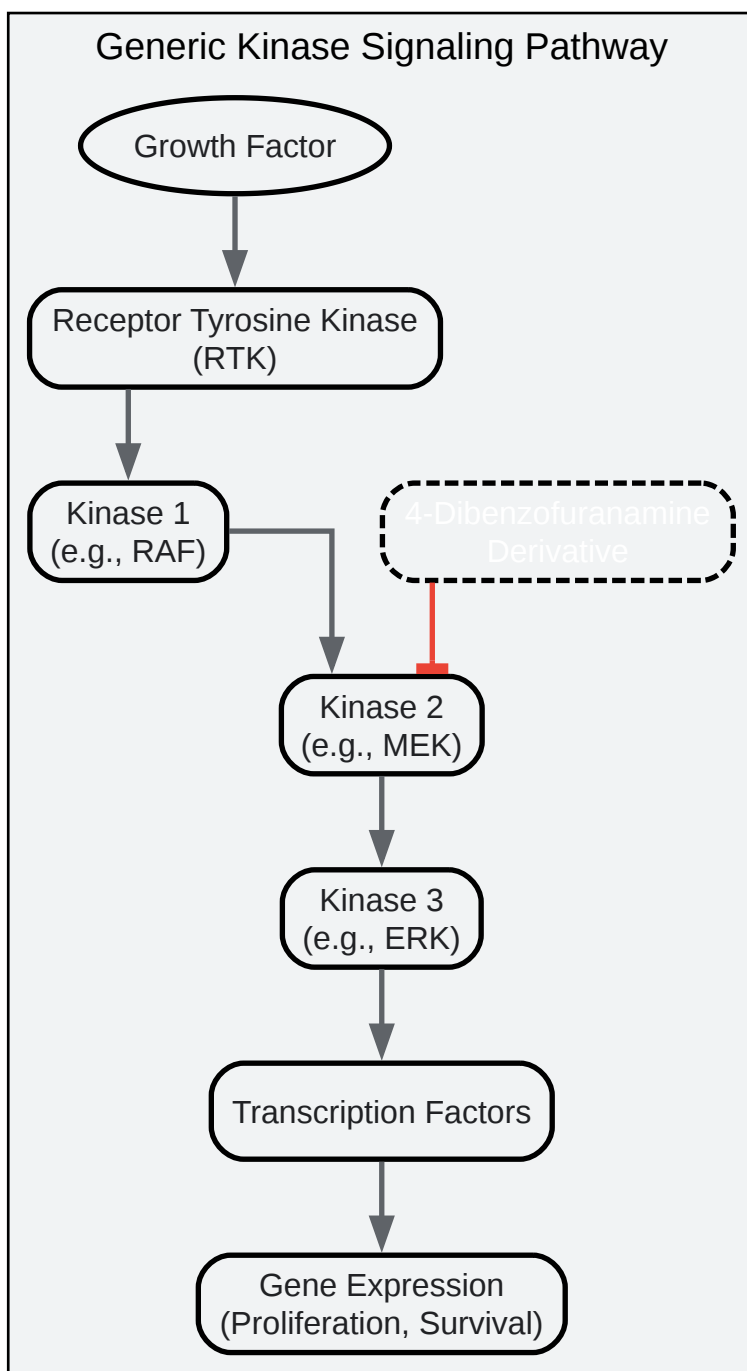 Generic Kinase Signaling Pathway
Growth Factor
Receptor Tyrosine Kinase
(RTK)
Kinase 1
(e.g., RAF)
4-Dibenzofuranamine
Derivative
Kinase 2
(e.g., MEK)
Kinase 3
(e.g., ERK)
Transcription Factors
Gene Expression
(Proliferation, Survival)